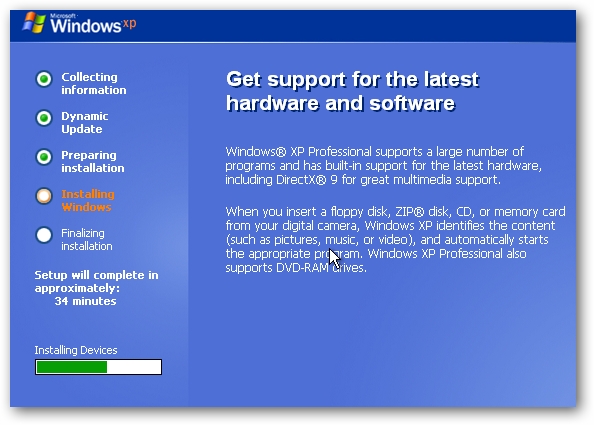 Microsoft
Windows xp
Collecting
information
Dynamic
Update
Preparing
installation
Installing
Windows
Finalizing
installation
Setup will complete in
approximately:
34 minutes
Installing Devices
Get support for the latest
hardware and software
Windows® XP Professional supports a large number of
programs and has built-in support for the latest hardware,
including DirectX® 9 for great multimedia support.
When you insert a floppy disk, ZIP® disk, CD, or memory card
from your digital camera, Windows XP identifies the content
(such as pictures, music, or video), and automatically starts
the appropriate program. Windows XP Professional also
supports DVD-RAM drives.